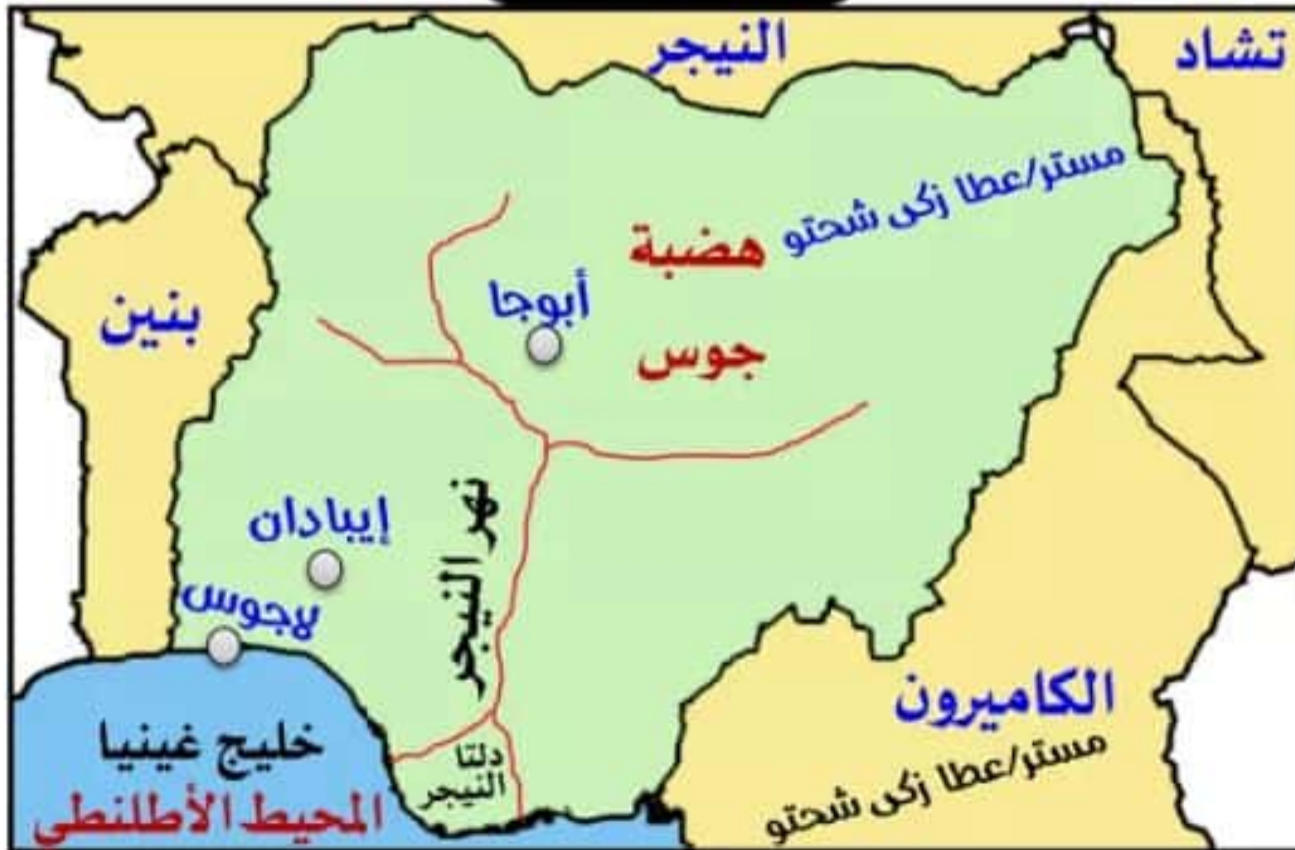 النيجر
تشاد
مستر/عطا زكى شحتو
هضبة
جوس
أبوجا
بنين
إيبادان
لاجوس
نهر النيجر
الكاميرون
مستر/عطا زكى شحتو
دلتا
النيجر
خليج غينيا
المحيط الأطلنطى